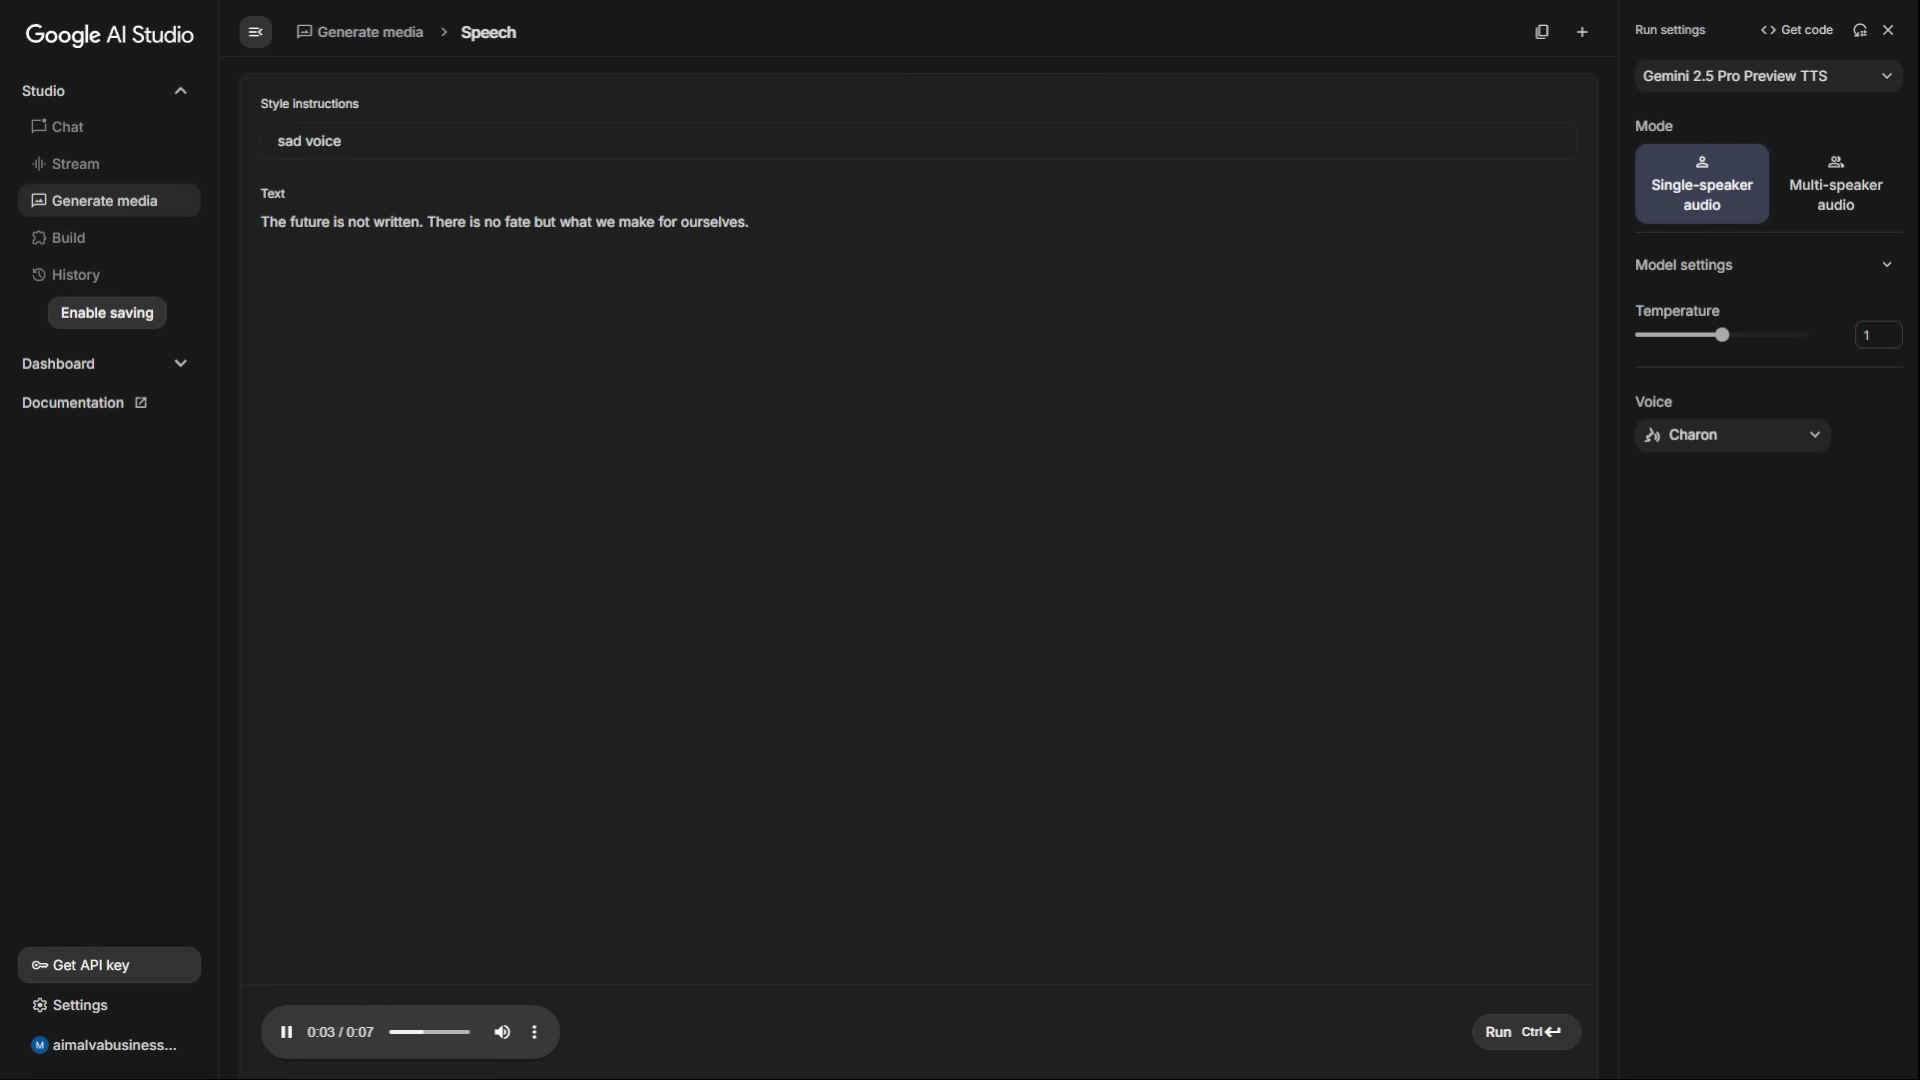 Google AI Studio
Studio
Chat
Stream
Generate media
Build
History
Enable saving
Dashboard
Documentation
Get API key
Settings
M aimalvabusiness...
Generate media > Speech
Style instructions
sad voice
Text
The future is not written. There is no fate but what we make for ourselves.
0:03 / 0:07
Run Ctrl
Run settings
<> Get code
Gemini 2.5 Pro Preview TTS
Mode
Single-speaker
audio
Multi-speaker
audio
Model settings
Temperature
1
Voice
Charon